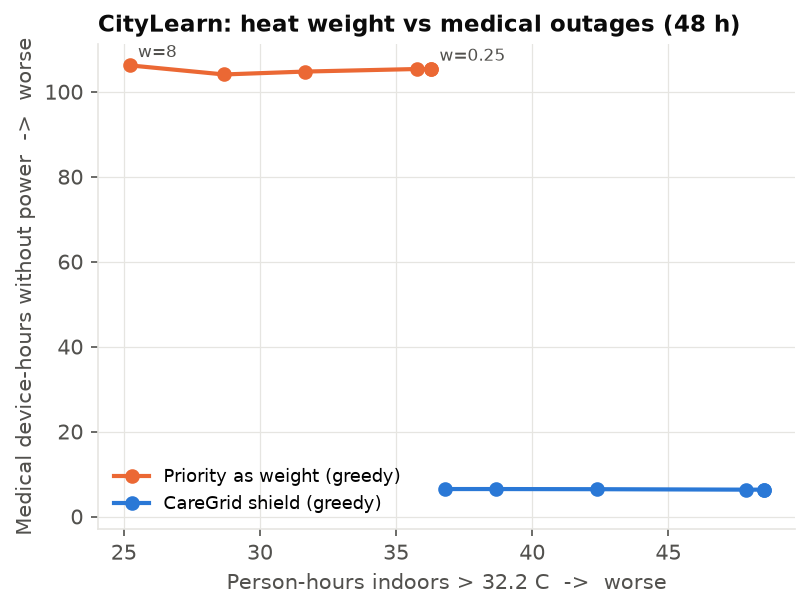 CityLearn: heat weight vs medical outages (48 h)
w=8
w=0.25
Medical device-hours without power -> worse
100
80
60
40
20
0
Priority as weight (greedy)
CareGrid shield (greedy)
25
30
35
40
45
Person-hours indoors > 32.2 C -> worse